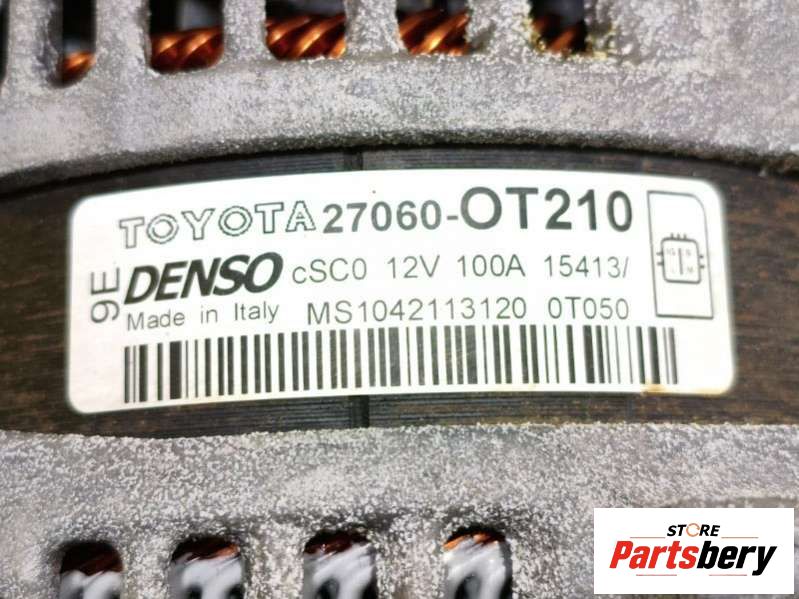 TOYOTA 27060-OT210
9E
DENSO cSC0 12V 100A 15413/
Made in Italy MS1042113120 0T050
STORE
Partsbery